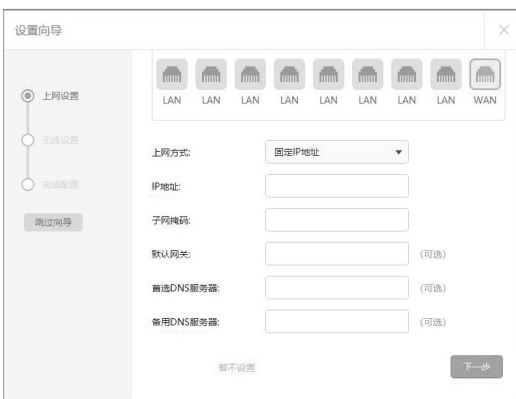 设置向导
上网设置
无线设置
完成配置
跳过向导
LAN LAN LAN LAN LAN LAN LAN LAN WAN
上网方式: 固定IP地址
IP地址:
子网掩码:
默认网关: (可选)
首选DNS服务器: (可选)
备用DNS服务器: (可选)
暂不设置 下一步